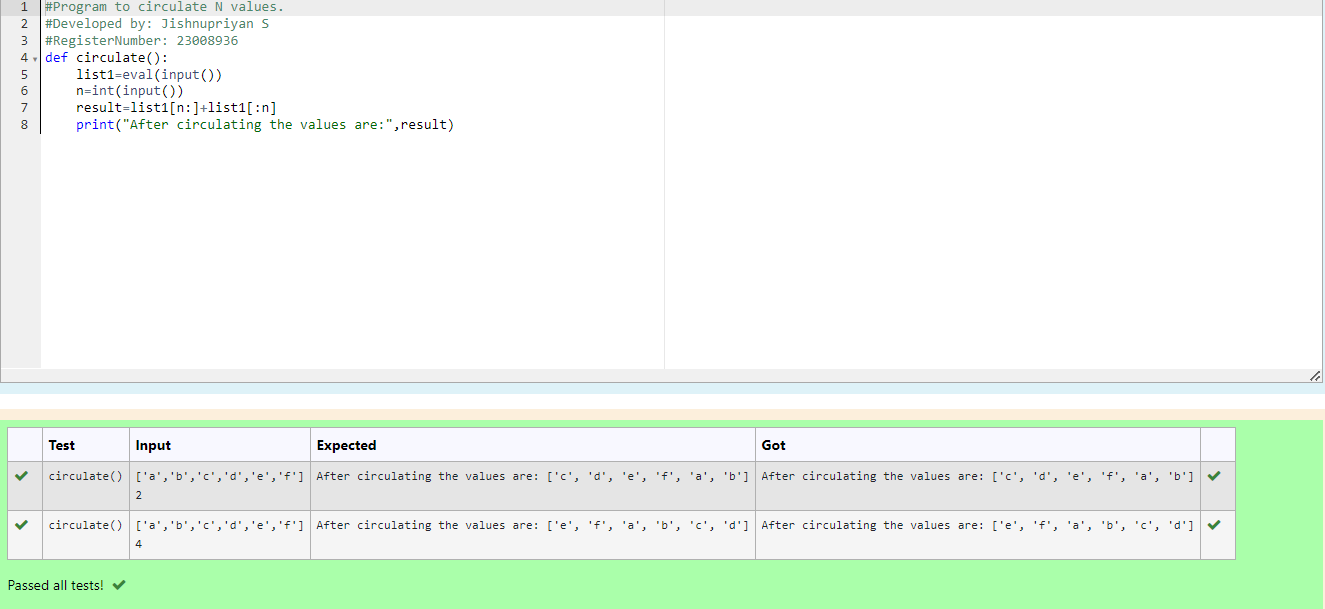 1 #Program to circulate N values.
2 #Developed by: Jishnupriyan S
3 #RegisterNumber: 23008936
4 def circulate():
5     list1=eval(input())
6     n=int(input())
7     result=list1[n:]+list1[:n]
8     print("After circulating the values are:",result)
Test Input Expected Got
circulate() ['a','b','c','d','e','f'] After circulating the values are: ['c', 'd', 'e', 'f', 'a', 'b'] After circulating the values are: ['c', 'd', 'e', 'f', 'a', 'b']
2
circulate() ['a','b','c','d','e','f'] After circulating the values are: ['e', 'f', 'a', 'b', 'c', 'd'] After circulating the values are: ['e', 'f', 'a', 'b', 'c', 'd']
4
Passed all tests!